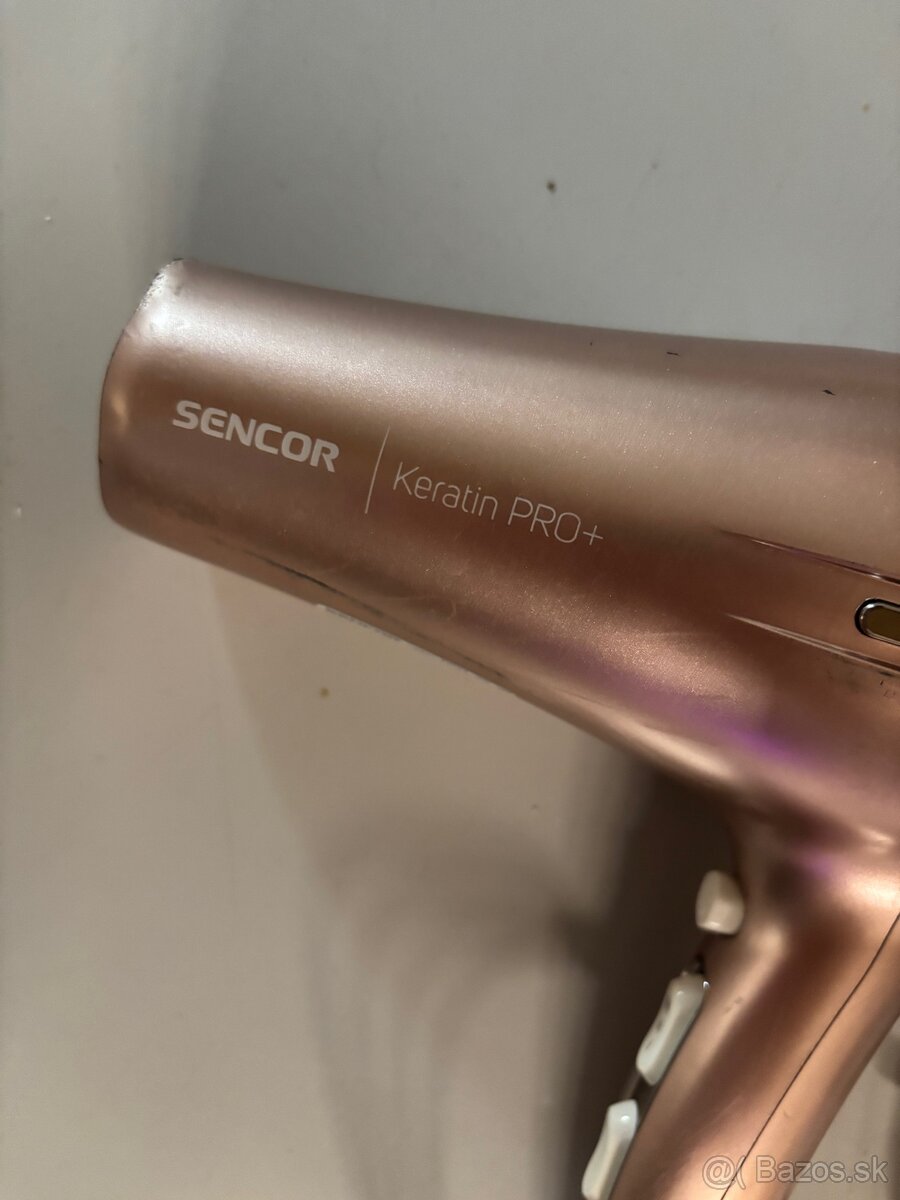 SENCOR | Keratin PRO+
@( Bazos.sk